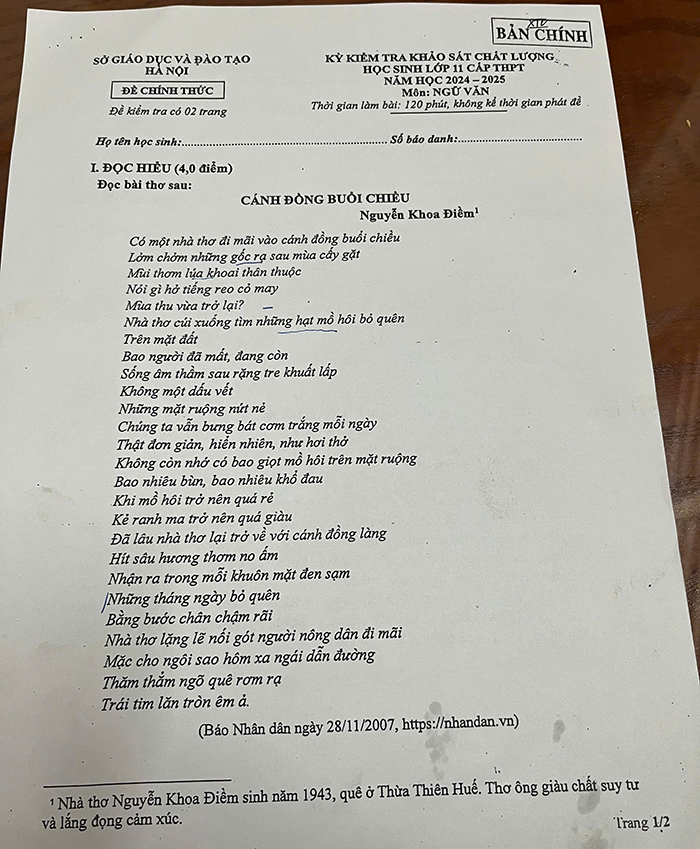 XTP
BẢN CHÍNH
SỞ GIÁO DỤC VÀ ĐÀO TẠO
HÀ NỘI
ĐỀ CHÍNH THỨC
Đề kiểm tra có 02 trang
KỲ KIỂM TRA KHẢO SÁT CHẤT LƯỢNG
HỌC SINH LỚP 11 CẤP THPT
NĂM HỌC 2024 – 2025
Môn: NGỮ VĂN
Thời gian làm bài: 120 phút, không kể thời gian phát đề
Họ tên học sinh:.......................................................... Số báo danh:...................................
I. ĐỌC HIỂU (4,0 điểm)
Đọc bài thơ sau:
CÁNH ĐỒNG BUỔI CHIỀU
Nguyễn Khoa Điềm¹
Có một nhà thơ đi mãi vào cánh đồng buổi chiều
Lởm chởm những gốc rạ sau mùa cấy gặt
Mùi thơm lúa khoai thân thuộc
Nói gì hở tiếng reo cỏ may
Mùa thu vừa trở lại?
Nhà thơ cúi xuống tìm những hạt mồ hôi bỏ quên
Trên mặt đất
Bao người đã mất, đang còn
Sống âm thầm sau rặng tre khuất lấp
Không một dấu vết
Những mặt ruộng nứt nẻ
Chúng ta vẫn bưng bát cơm trắng mỗi ngày
Thật đơn giản, hiển nhiên, như hơi thở
Không còn nhớ có bao giọt mồ hôi trên mặt ruộng
Bao nhiêu bùn, bao nhiêu khổ đau
Khi mồ hôi trở nên quá rẻ
Kẻ ranh ma trở nên quá giàu
Đã lâu nhà thơ lại trở về với cánh đồng làng
Hít sâu hương thơm no ấm
Nhận ra trong mỗi khuôn mặt đen sạm
Những tháng ngày bỏ quên
Bằng bước chân chậm rãi
Nhà thơ lặng lẽ nối gót người nông dân đi mãi
Mặc cho ngôi sao hôm xa ngái dẫn đường
Thăm thẳm ngõ quê rơm rạ
Trái tim lăn tròn êm ả.
(Báo Nhân dân ngày 28/11/2007, https://nhandan.vn)
¹ Nhà thơ Nguyễn Khoa Điềm sinh năm 1943, quê ở Thừa Thiên Huế. Thơ ông giàu chất suy tư
và lắng đọng cảm xúc.
Trang 1/2